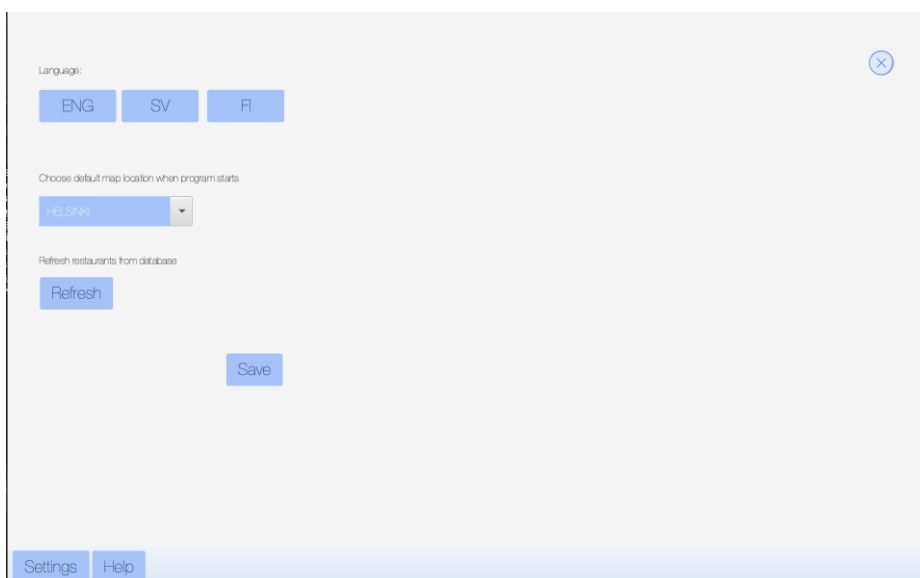 Language:
ENG SV FI
Choose default map location when program starts
HELSINKI
Refresh restaurants from database
Refresh
Save
Settings Help